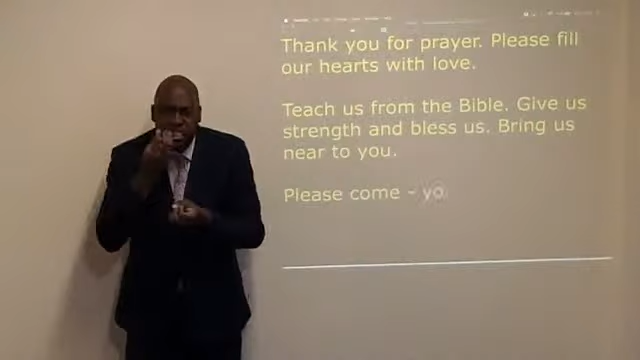 Thank you for prayer. Please fill
our hearts with love.
Teach us from the Bible. Give us
strength and bless us. Bring us
near to you.
Please come - yo